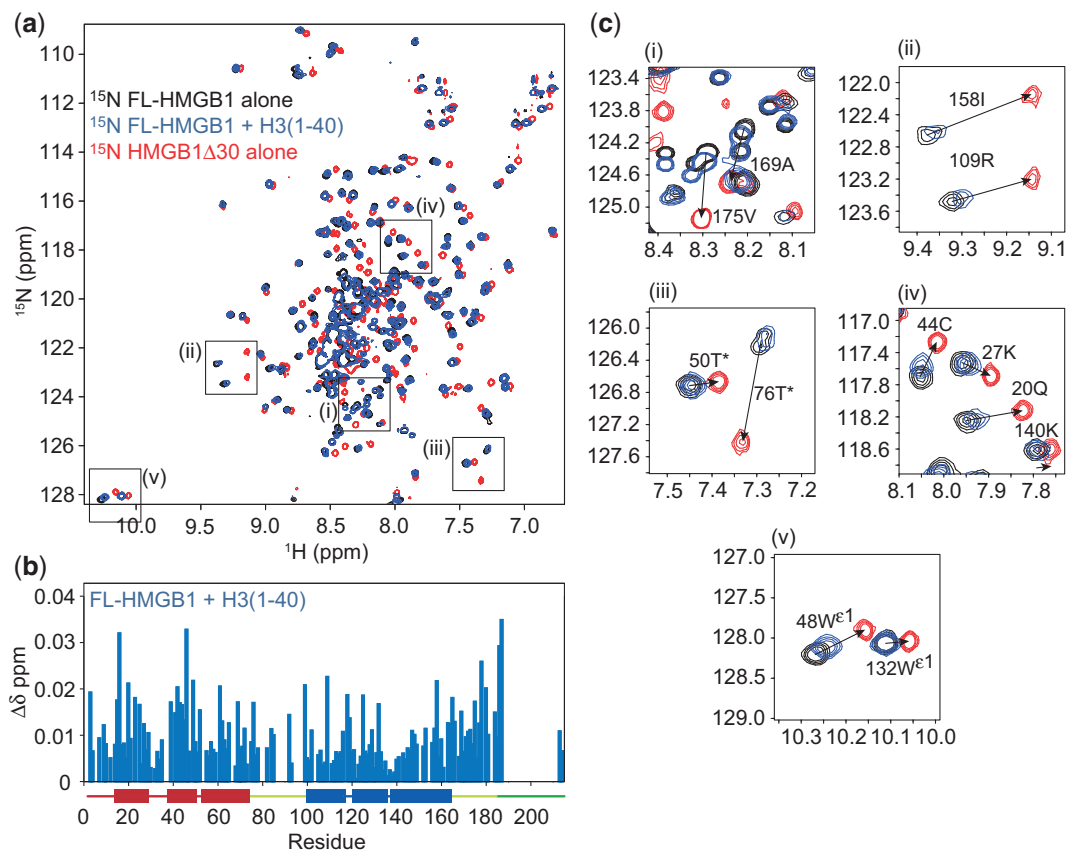 (a)
¹⁵N FL-HMGB1 alone
¹⁵N FL-HMGB1 + H3(1-40)
¹⁵N HMGB1Δ30 alone
110
112
114
116
118
120
122
124
126
128
¹⁵N (ppm)
(iv)
(ii)
(i)
(iii)
(v)
10.0 9.5 9.0 8.5 8.0 7.5 7.0
¹H (ppm)
(b)
FL-HMGB1 + H3(1-40)
0.04
0.03
0.02
0.01
0
Δδ ppm
0 20 40 60 80 100 120 140 160 180 200
Residue
(c)
(i)
123.4
123.8
124.2
124.6
125.0
169A
175V
8.4 8.3 8.2 8.1
(ii)
122.0
122.4
122.8
123.2
123.6
158I
109R
9.4 9.3 9.2 9.1
(iii)
126.0
126.4
126.8
127.2
127.6
50T*
76T*
7.5 7.4 7.3 7.2
(iv)
117.0
117.4
117.8
118.2
118.6
44C
27K
20Q
140K
8.1 8.0 7.9 7.8
(v)
127.0
128.0
129.0
48Wᵋ¹
132Wᵋ¹
10.3 10.2 10.1 10.0